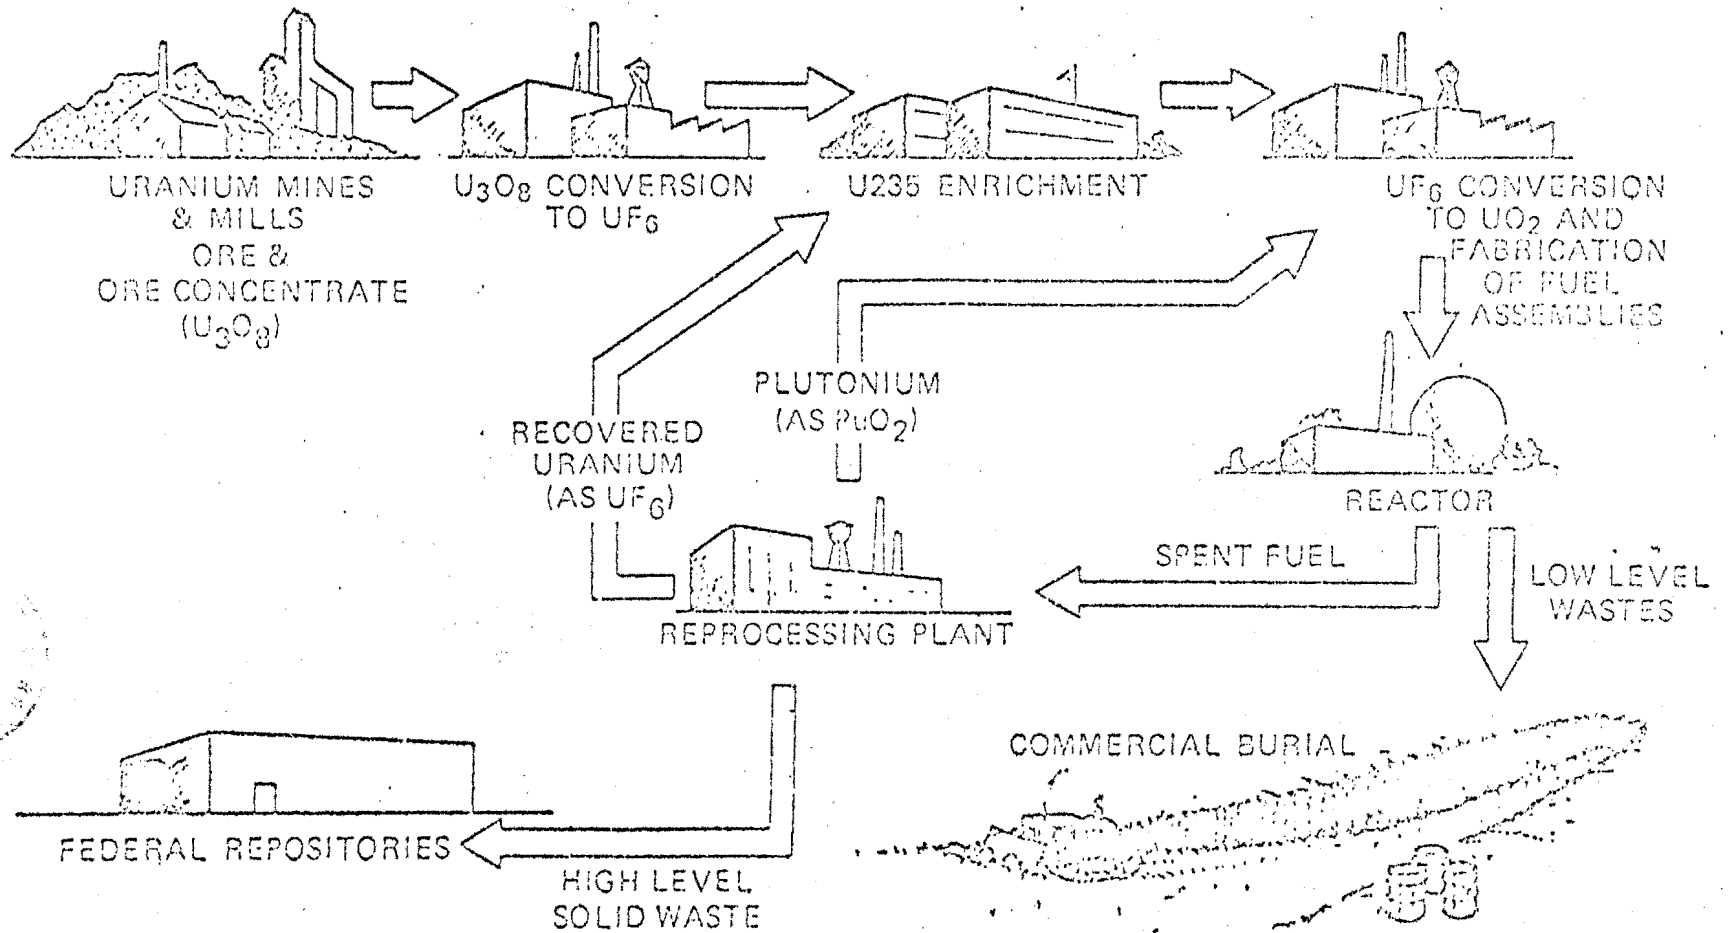 URANIUM MINES
& MILLS
ORE &
ORE CONCENTRATE
(U₃O₈)
U₃O₈ CONVERSION
TO UF₆
U235 ENRICHMENT
UF₆ CONVERSION
TO UO₂ AND
FABRICATION
OF FUEL
ASSEMBLIES
PLUTONIUM
(AS PuO₂)
RECOVERED
URANIUM
(AS UF₆)
REACTOR
SPENT FUEL
LOW LEVEL
WASTES
REPROCESSING PLANT
COMMERCIAL BURIAL
FEDERAL REPOSITORIES
HIGH LEVEL
SOLID WASTE